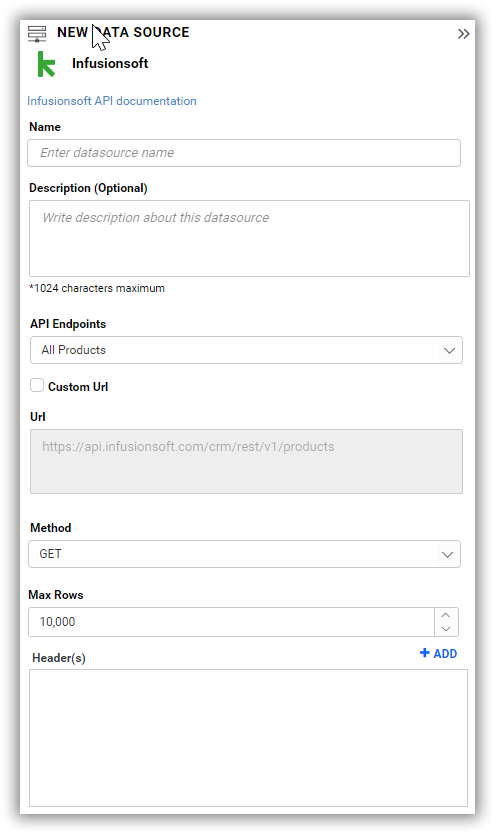 NEW DATA SOURCE
Infusionsoft
Infusionsoft API documentation
Name
Enter datasource name
Description (Optional)
Write description about this datasource
*1024 characters maximum
API Endpoints
All Products
Custom Url
Url
https://api.infusionsoft.com/crm/rest/v1/products
Method
GET
Max Rows
10,000
Header(s)
+ ADD